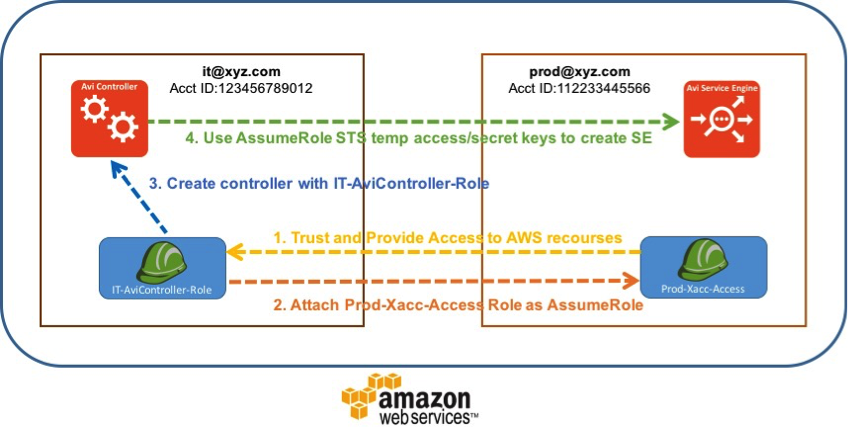 it@xyz.com
Acct ID:123456789012
prod@xyz.com
Acct ID:112233445566
Avi Controller
Avi Service Engine
4. Use AssumeRole STS temp access/secret keys to create SE
3. Create controller with IT-AviController-Role
1. Trust and Provide Access to AWS recourses
IT-AviController-Role
Prod-Xacc-Access
2. Attach Prod-Xacc-Access Role as AssumeRole
amazon
web services™